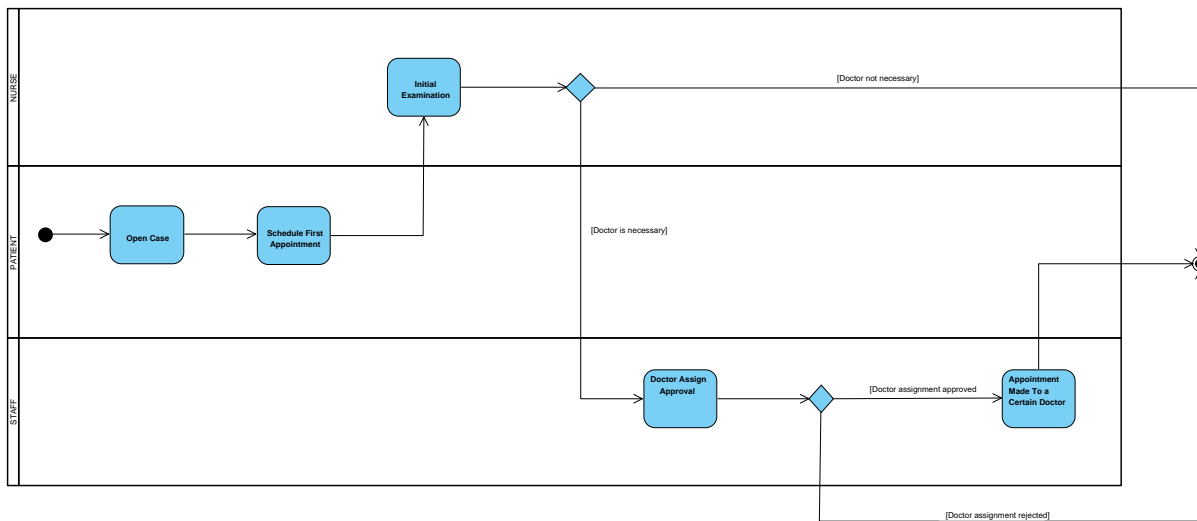 NURSE
Initial
Examination
[Doctor not necessary]
PATIENT
Open Case
Schedule First
Appointment
[Doctor is necessary]
STAFF
Doctor Assign
Approval
[Doctor assignment approved
Appointment
Made To a
Certain Doctor
[Doctor assignment rejected]